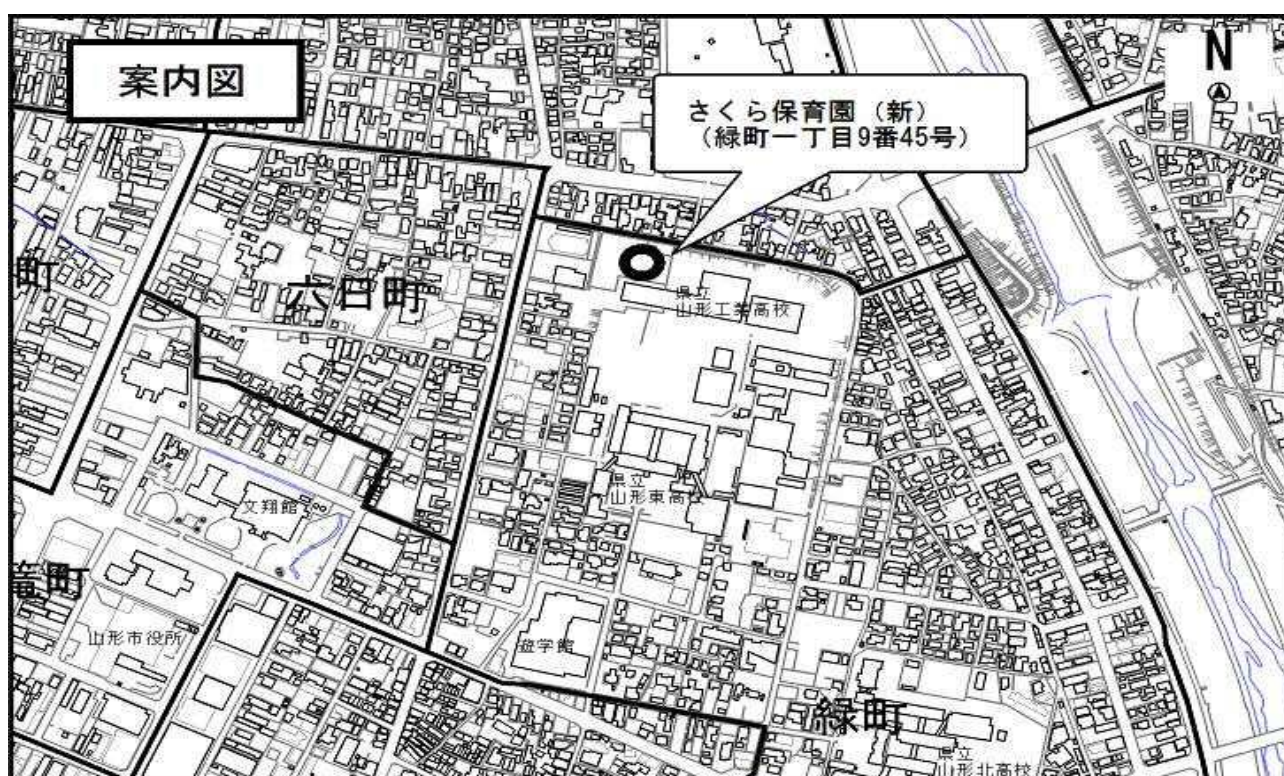 案内図
N
さくら保育園（新）
（緑町一丁目9番45号）
町
六日町
県立
山形工業高校
県立
山形東高校
文翔館
篭町
山形市役所
遊学館
緑町
県立
山形北高校